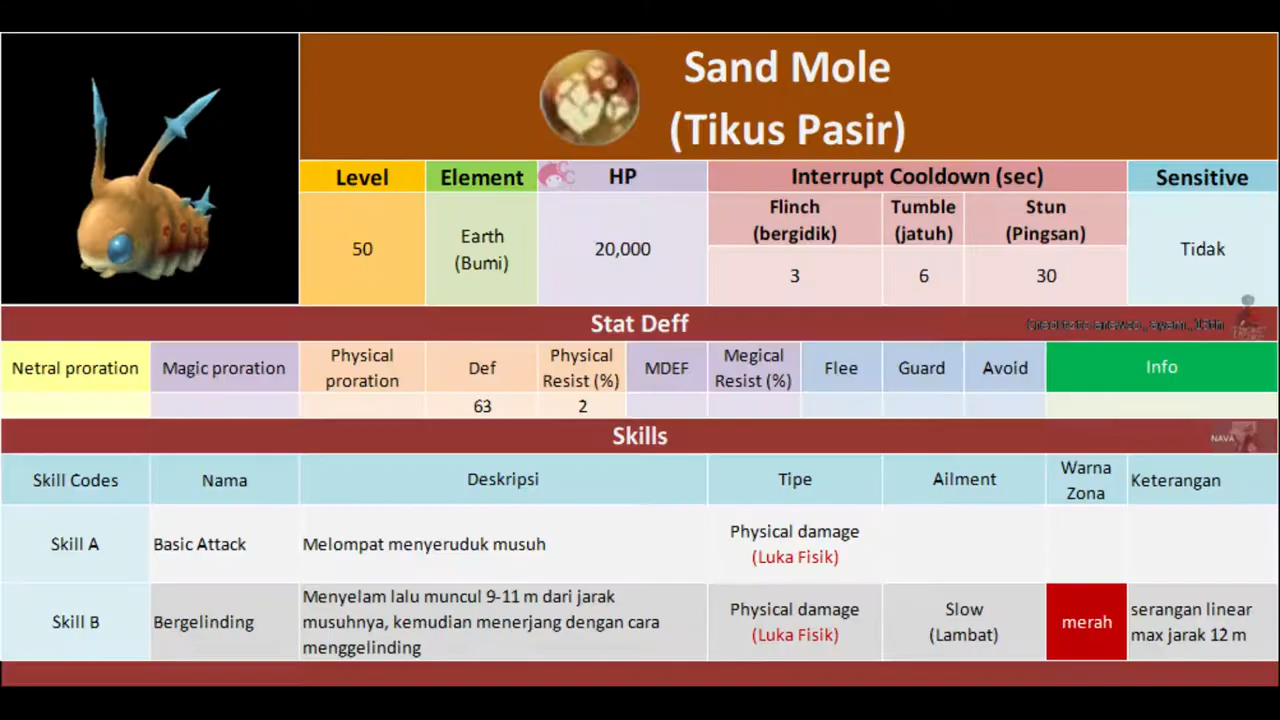 Sand Mole
(Tikus Pasir)
Level
Element
HP
Interrupt Cooldown (sec)
Sensitive
Flinch
(bergidik)
Tumble
(jatuh)
Stun
(Pingsan)
50
Earth
(Bumi)
20,000
3
6
30
Tidak
Stat Deff
Netral proration
Magic proration
Physical
proration
Def
Physical
Resist (%)
MDEF
Megical
Resist (%)
Flee
Guard
Avoid
Info
63
2
Skills
NAVA
Skill Codes
Nama
Deskripsi
Tipe
Ailment
Warna
Zona
Keterangan
Skill A
Basic Attack
Melompat menyeruduk musuh
Physical damage
(Luka Fisik)
Skill B
Bergelinding
Menyelam lalu muncul 9-11 m dari jarak
musuhnya, kemudian menerjang dengan cara
menggelinding
Physical damage
(Luka Fisik)
Slow
(Lambat)
merah
serangan linear
max jarak 12 m